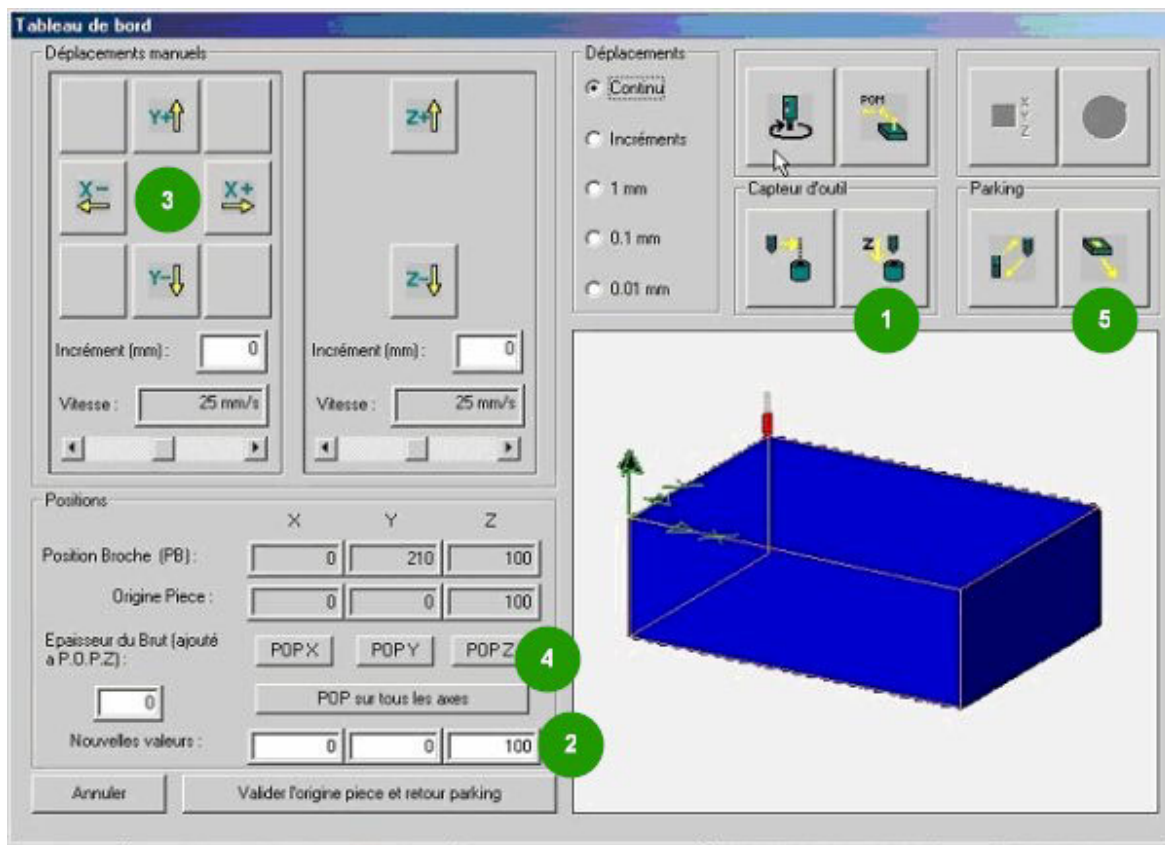 Tableau de bord
Déplacements manuels
Y+
X-
3
X+
Y-
Incrément (mm) :
0
Vitesse :
25 mm/s
Z+
Z-
Incrément (mm) :
0
Vitesse :
25 mm/s
Déplacements
Continu
Incréments
1 mm
0.1 mm
0.01 mm
POM
X
Y
Z
Capteur d'outil
Z
1
Parking
5
Positions
X Y Z
Position Broche (PB) : 0 210 100
Origine Piece : 0 0 100
Epaisseur du Brut (ajouté
a P.O.P.Z) :
0
POP X POP Y POP Z
4
POP sur tous les axes
Nouvelles valeurs : 0 0 100
2
Annuler
Valider l'origine piece et retour parking